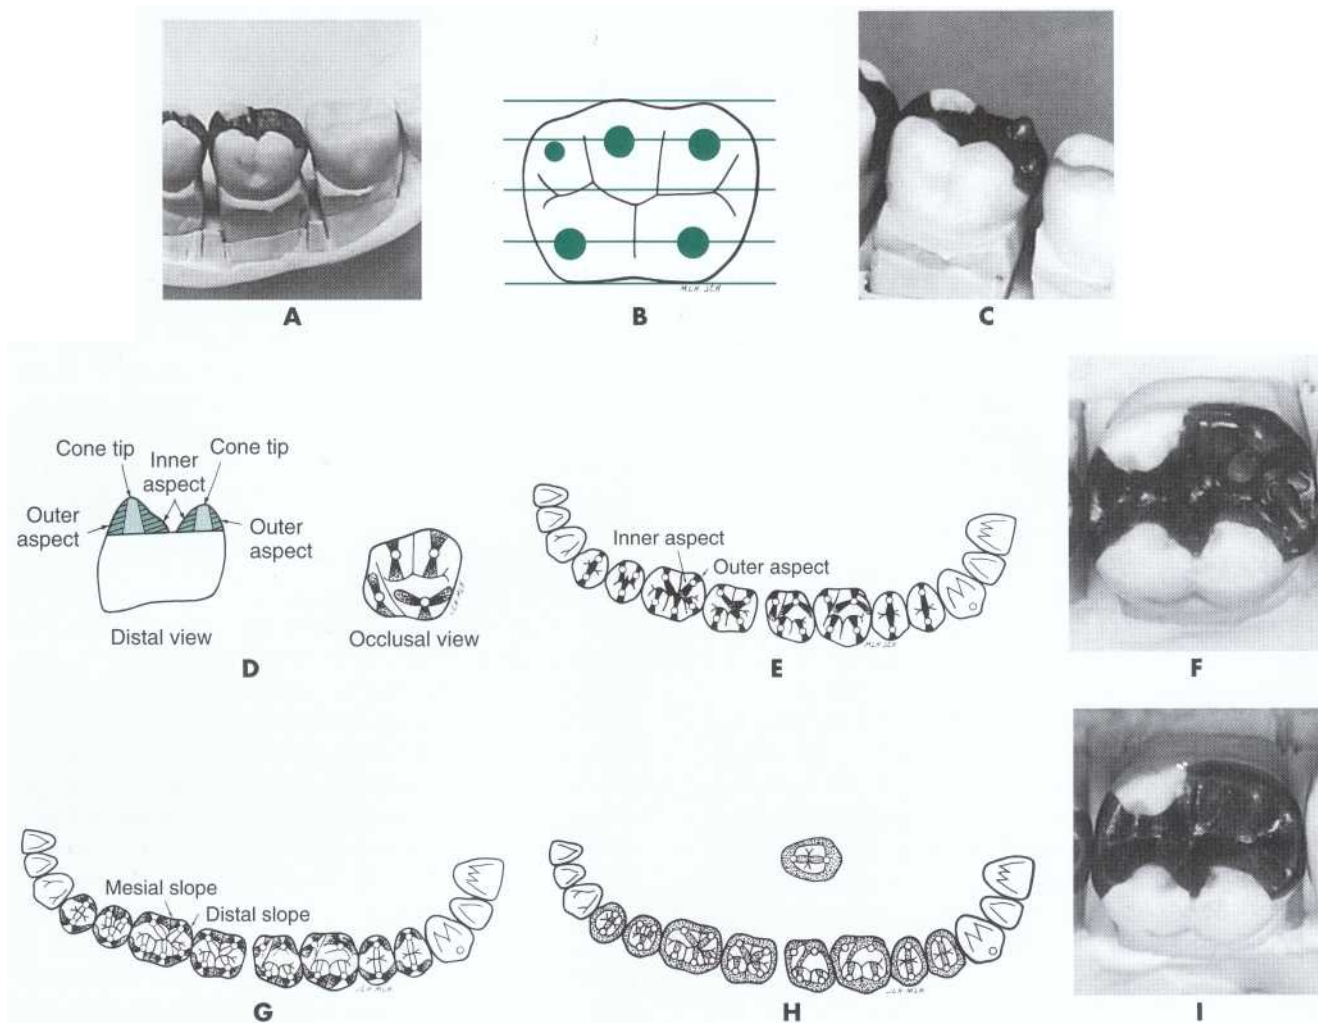 M.L.H. J.C.H
A
B
C
Cone tip
Cone tip
Inner
aspect
Outer
aspect
Outer
aspect
Distal view
Occlusal view
D
Inner aspect
Outer aspect
E
F
Mesial slope
Distal slope
G
H
I